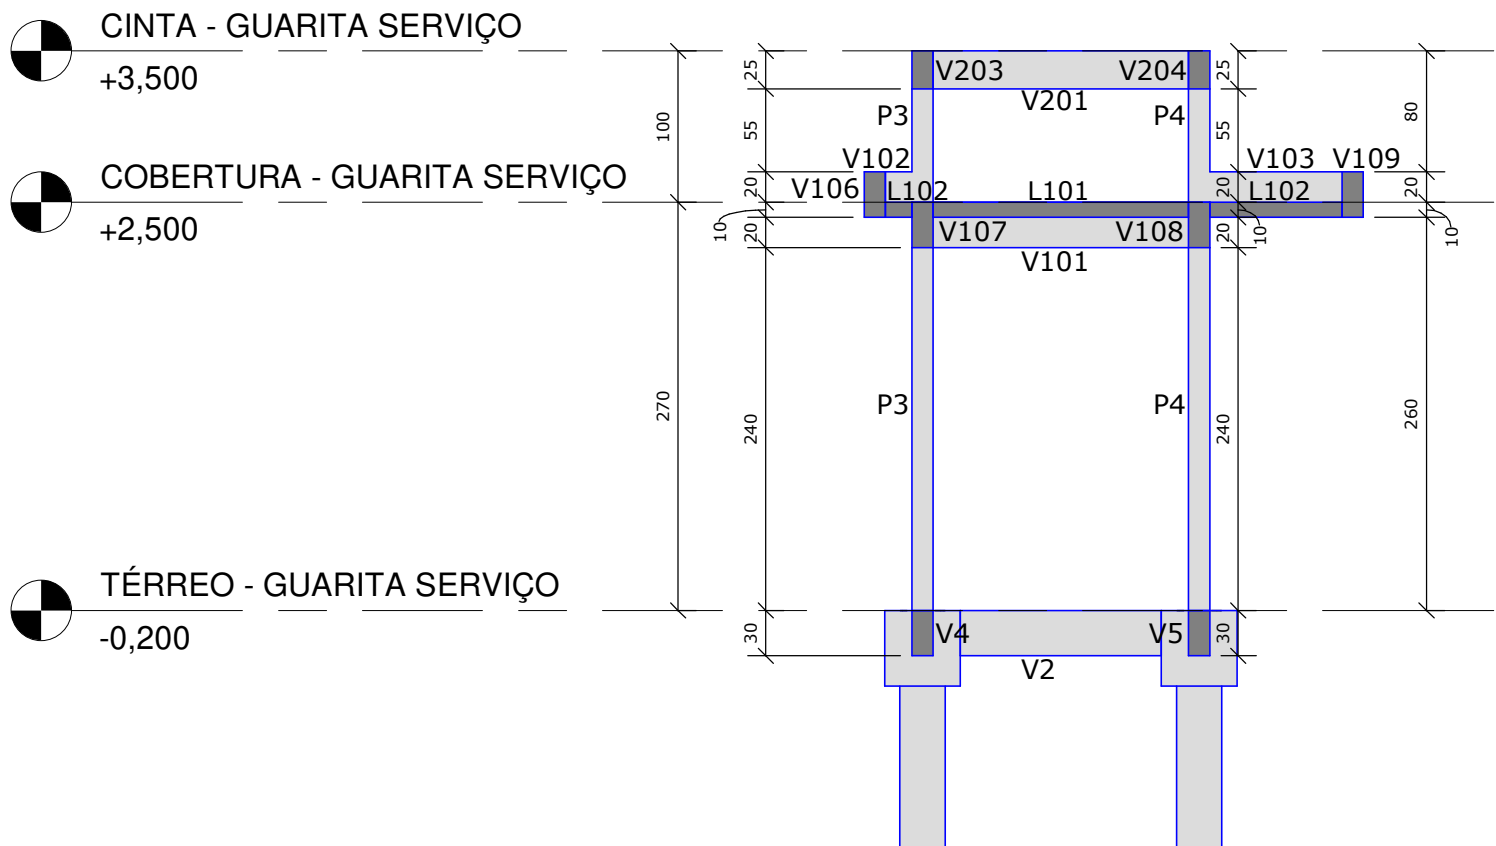 CINTA - GUARITA SERVIÇO
+3,500
COBERTURA - GUARITA SERVIÇO
+2,500
TÉRREO - GUARITA SERVIÇO
-0,200
100
270
25
55
20
10
20
240
30
V203
V204
V201
P3
P4
V102
V103
V109
V106
L102
L101
L102
V107
V108
V101
P3
P4
V4
V5
V2
25
55
20
10
20
240
30
80
20
10
260